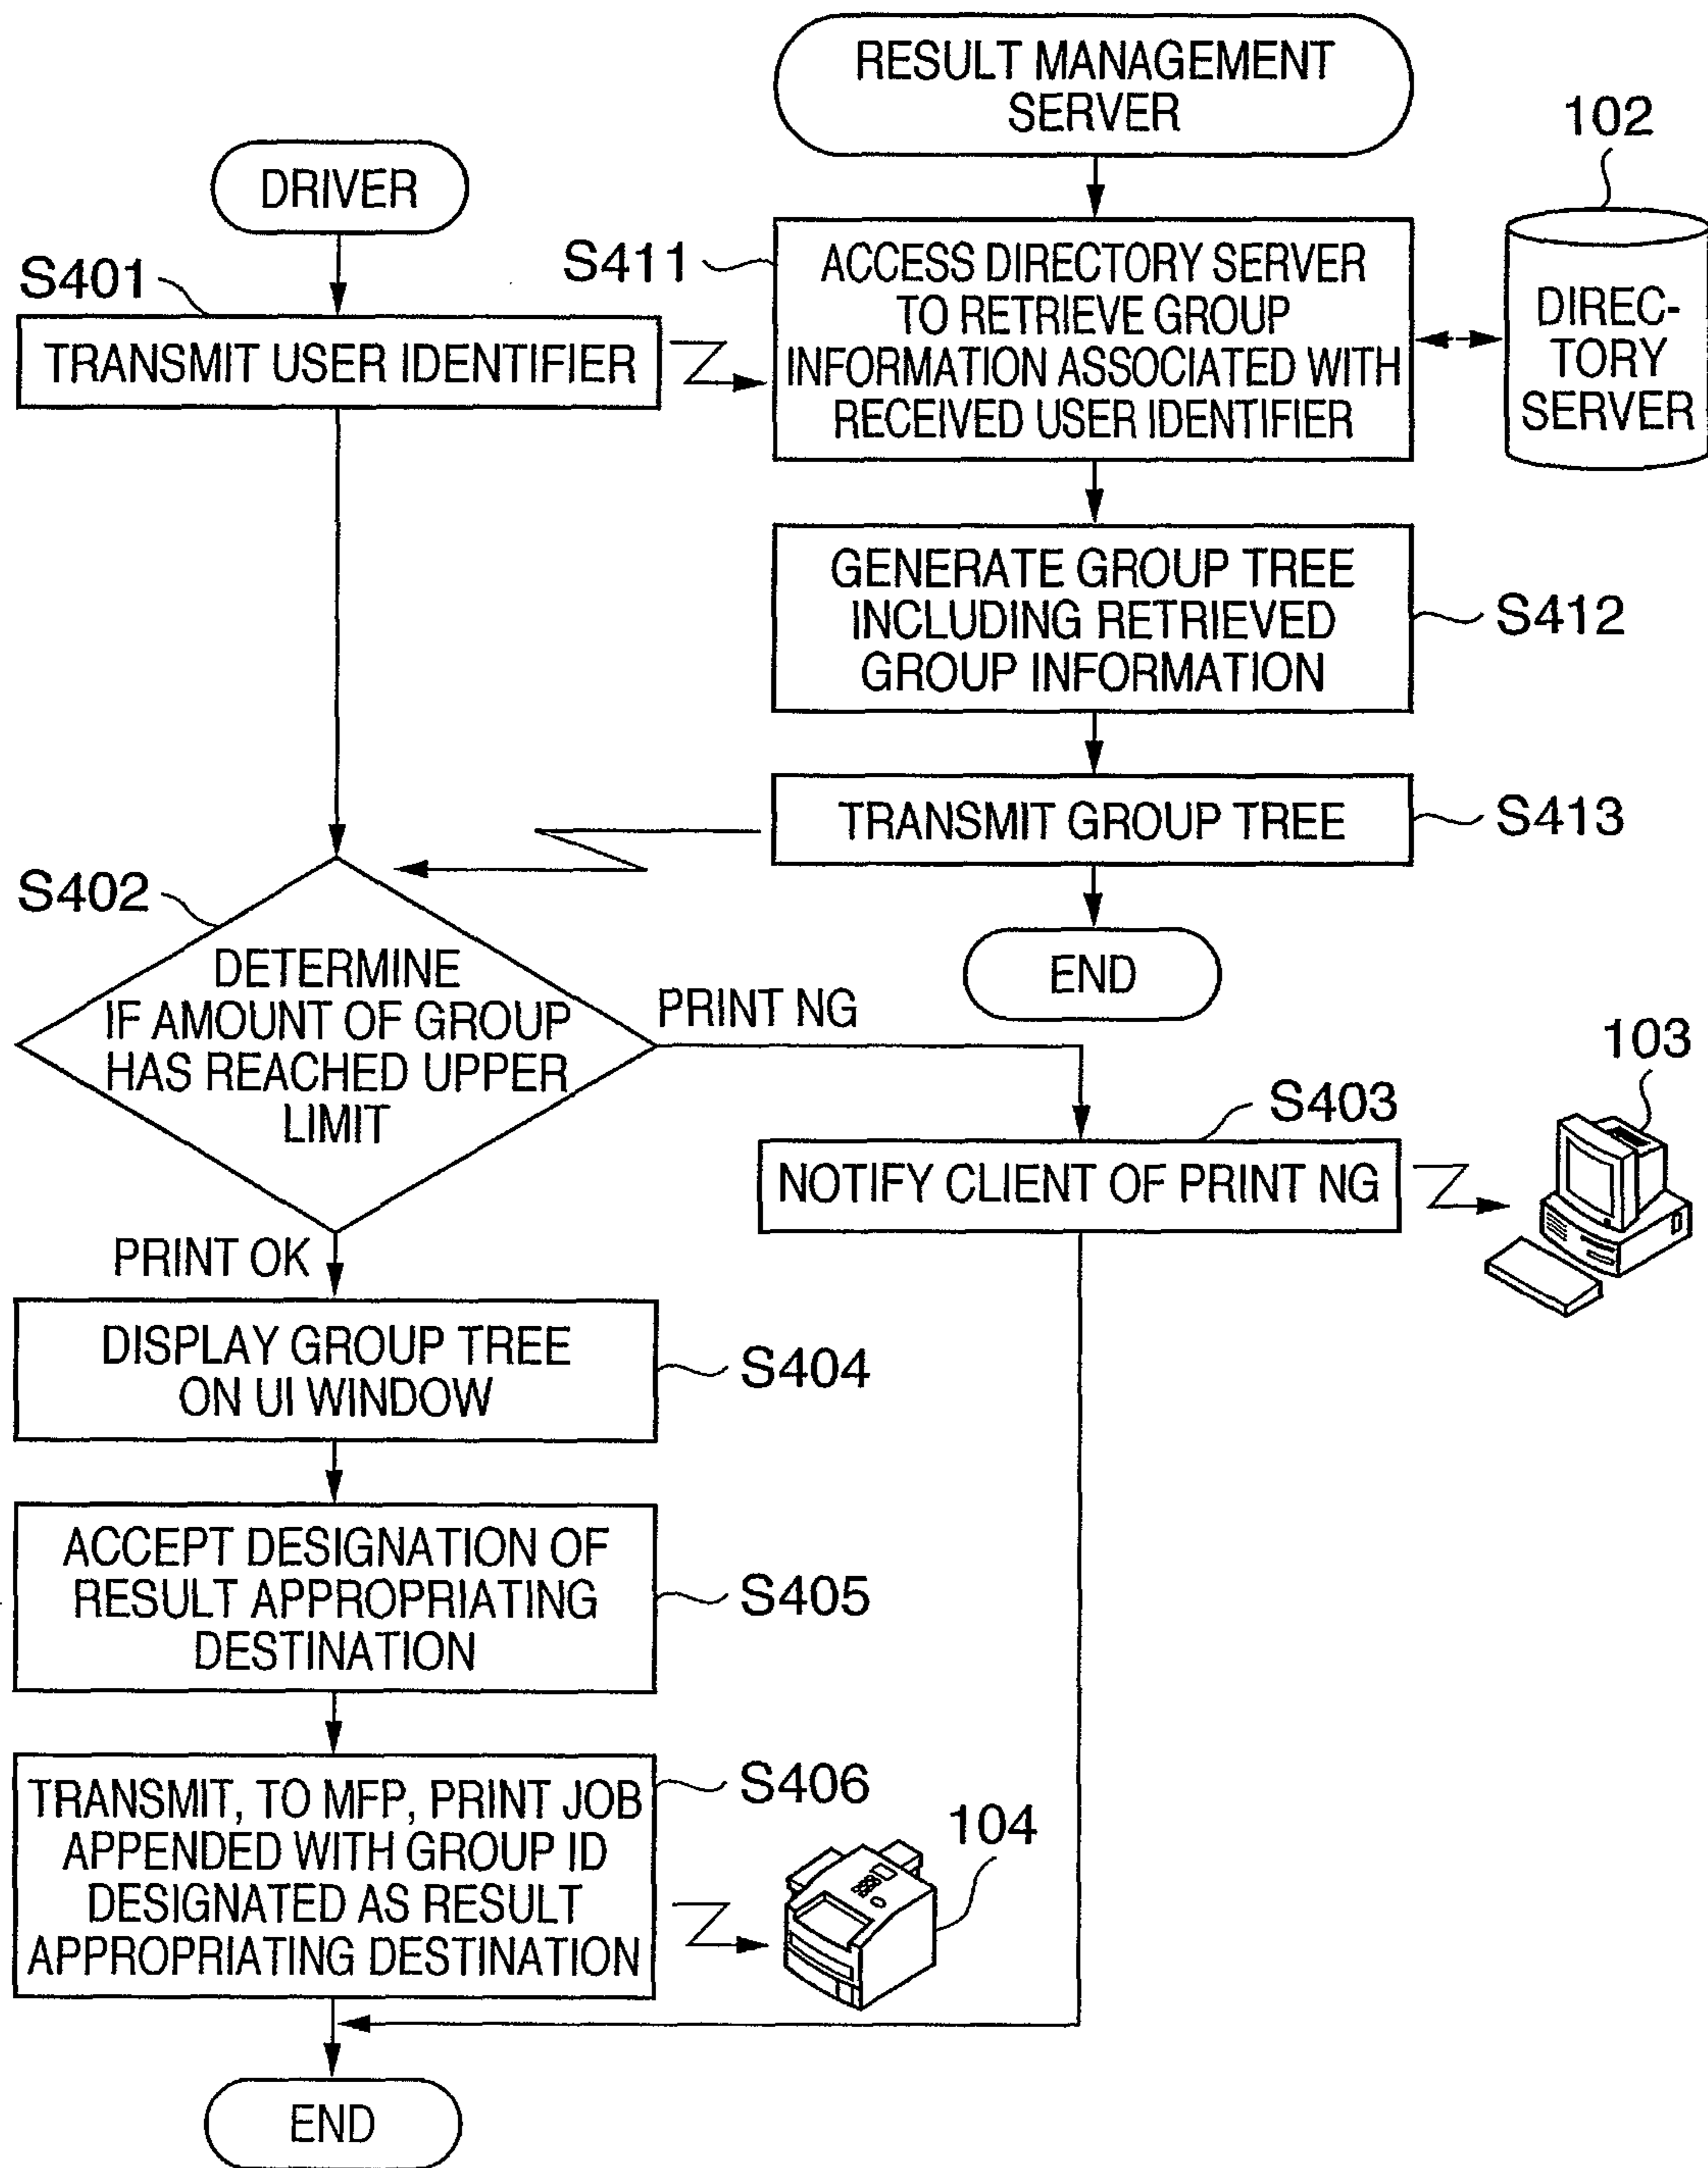 RESULT MANAGEMENT
SERVER
102
DRIVER
S401
TRANSMIT USER IDENTIFIER
S411
ACCESS DIRECTORY SERVER
TO RETRIEVE GROUP
INFORMATION ASSOCIATED WITH
RECEIVED USER IDENTIFIER
DIREC-
TORY
SERVER
GENERATE GROUP TREE
INCLUDING RETRIEVED
GROUP INFORMATION
S412
TRANSMIT GROUP TREE
S413
END
S402
DETERMINE
IF AMOUNT OF GROUP
HAS REACHED UPPER
LIMIT
PRINT NG
S403
103
NOTIFY CLIENT OF PRINT NG
PRINT OK
DISPLAY GROUP TREE
ON UI WINDOW
S404
ACCEPT DESIGNATION OF
RESULT APPROPRIATING
DESTINATION
S405
TRANSMIT, TO MFP, PRINT JOB
APPENDED WITH GROUP ID
DESIGNATED AS RESULT
APPROPRIATING DESTINATION
S406
104
END